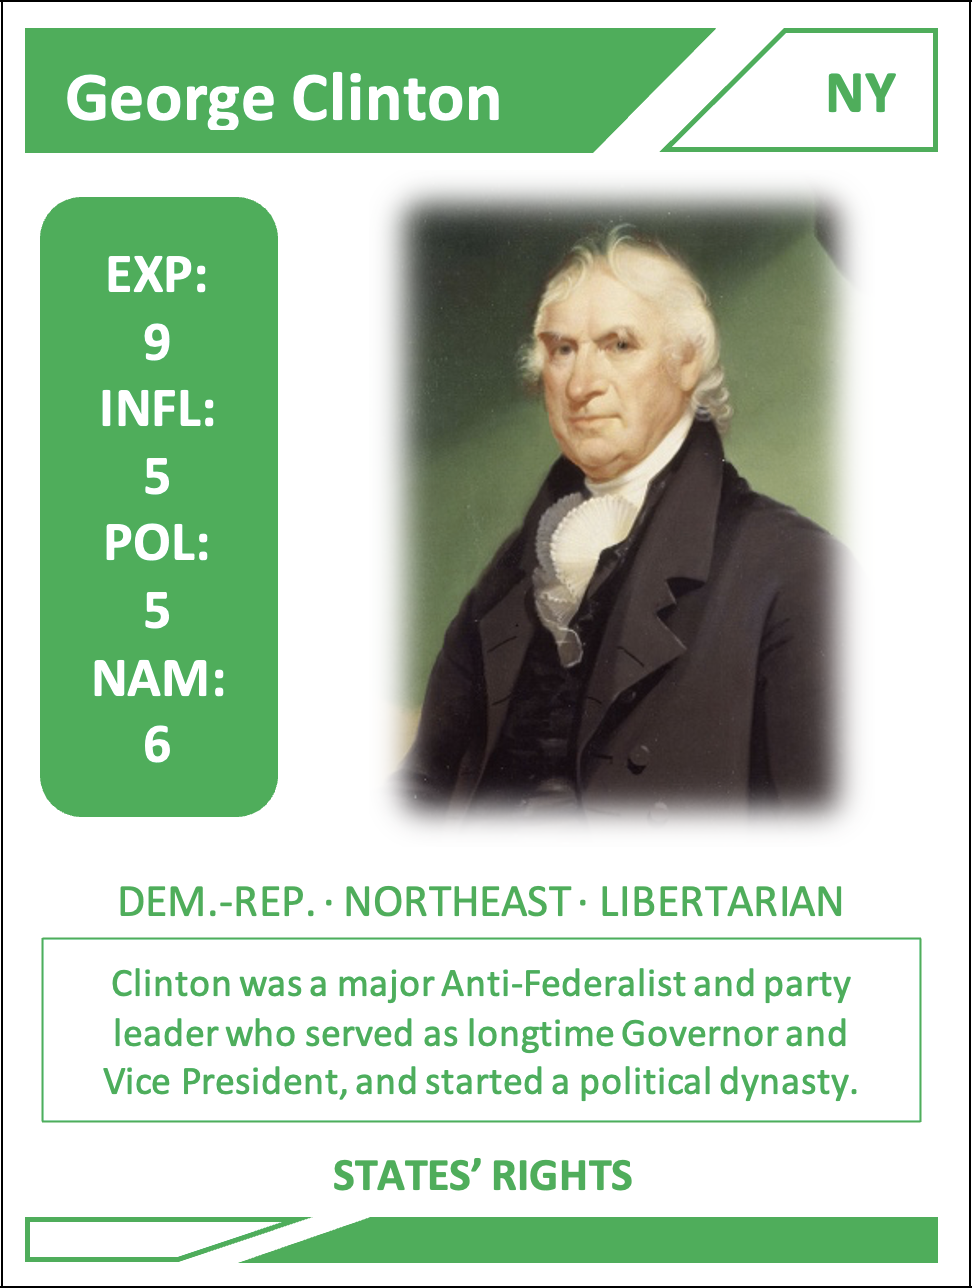 George Clinton
NY
EXP:
9
INFL:
5
POL:
5
NAM:
6
DEM.-REP. · NORTHEAST · LIBERTARIAN
Clinton was a major Anti-Federalist and party
leader who served as longtime Governor and
Vice President, and started a political dynasty.
STATES’ RIGHTS